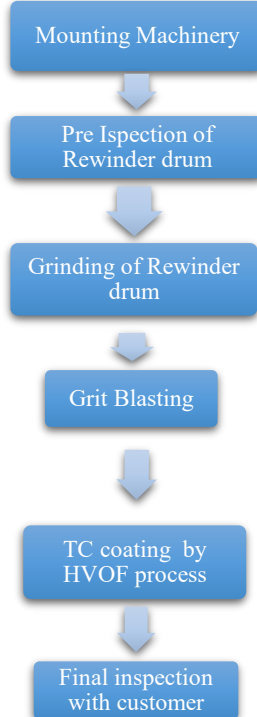 Mounting Machinery
Pre Ispection of
Rewinder drum
Grinding of Rewinder
drum
Grit Blasting
TC coating by
HVOF process
Final inspection
with customer